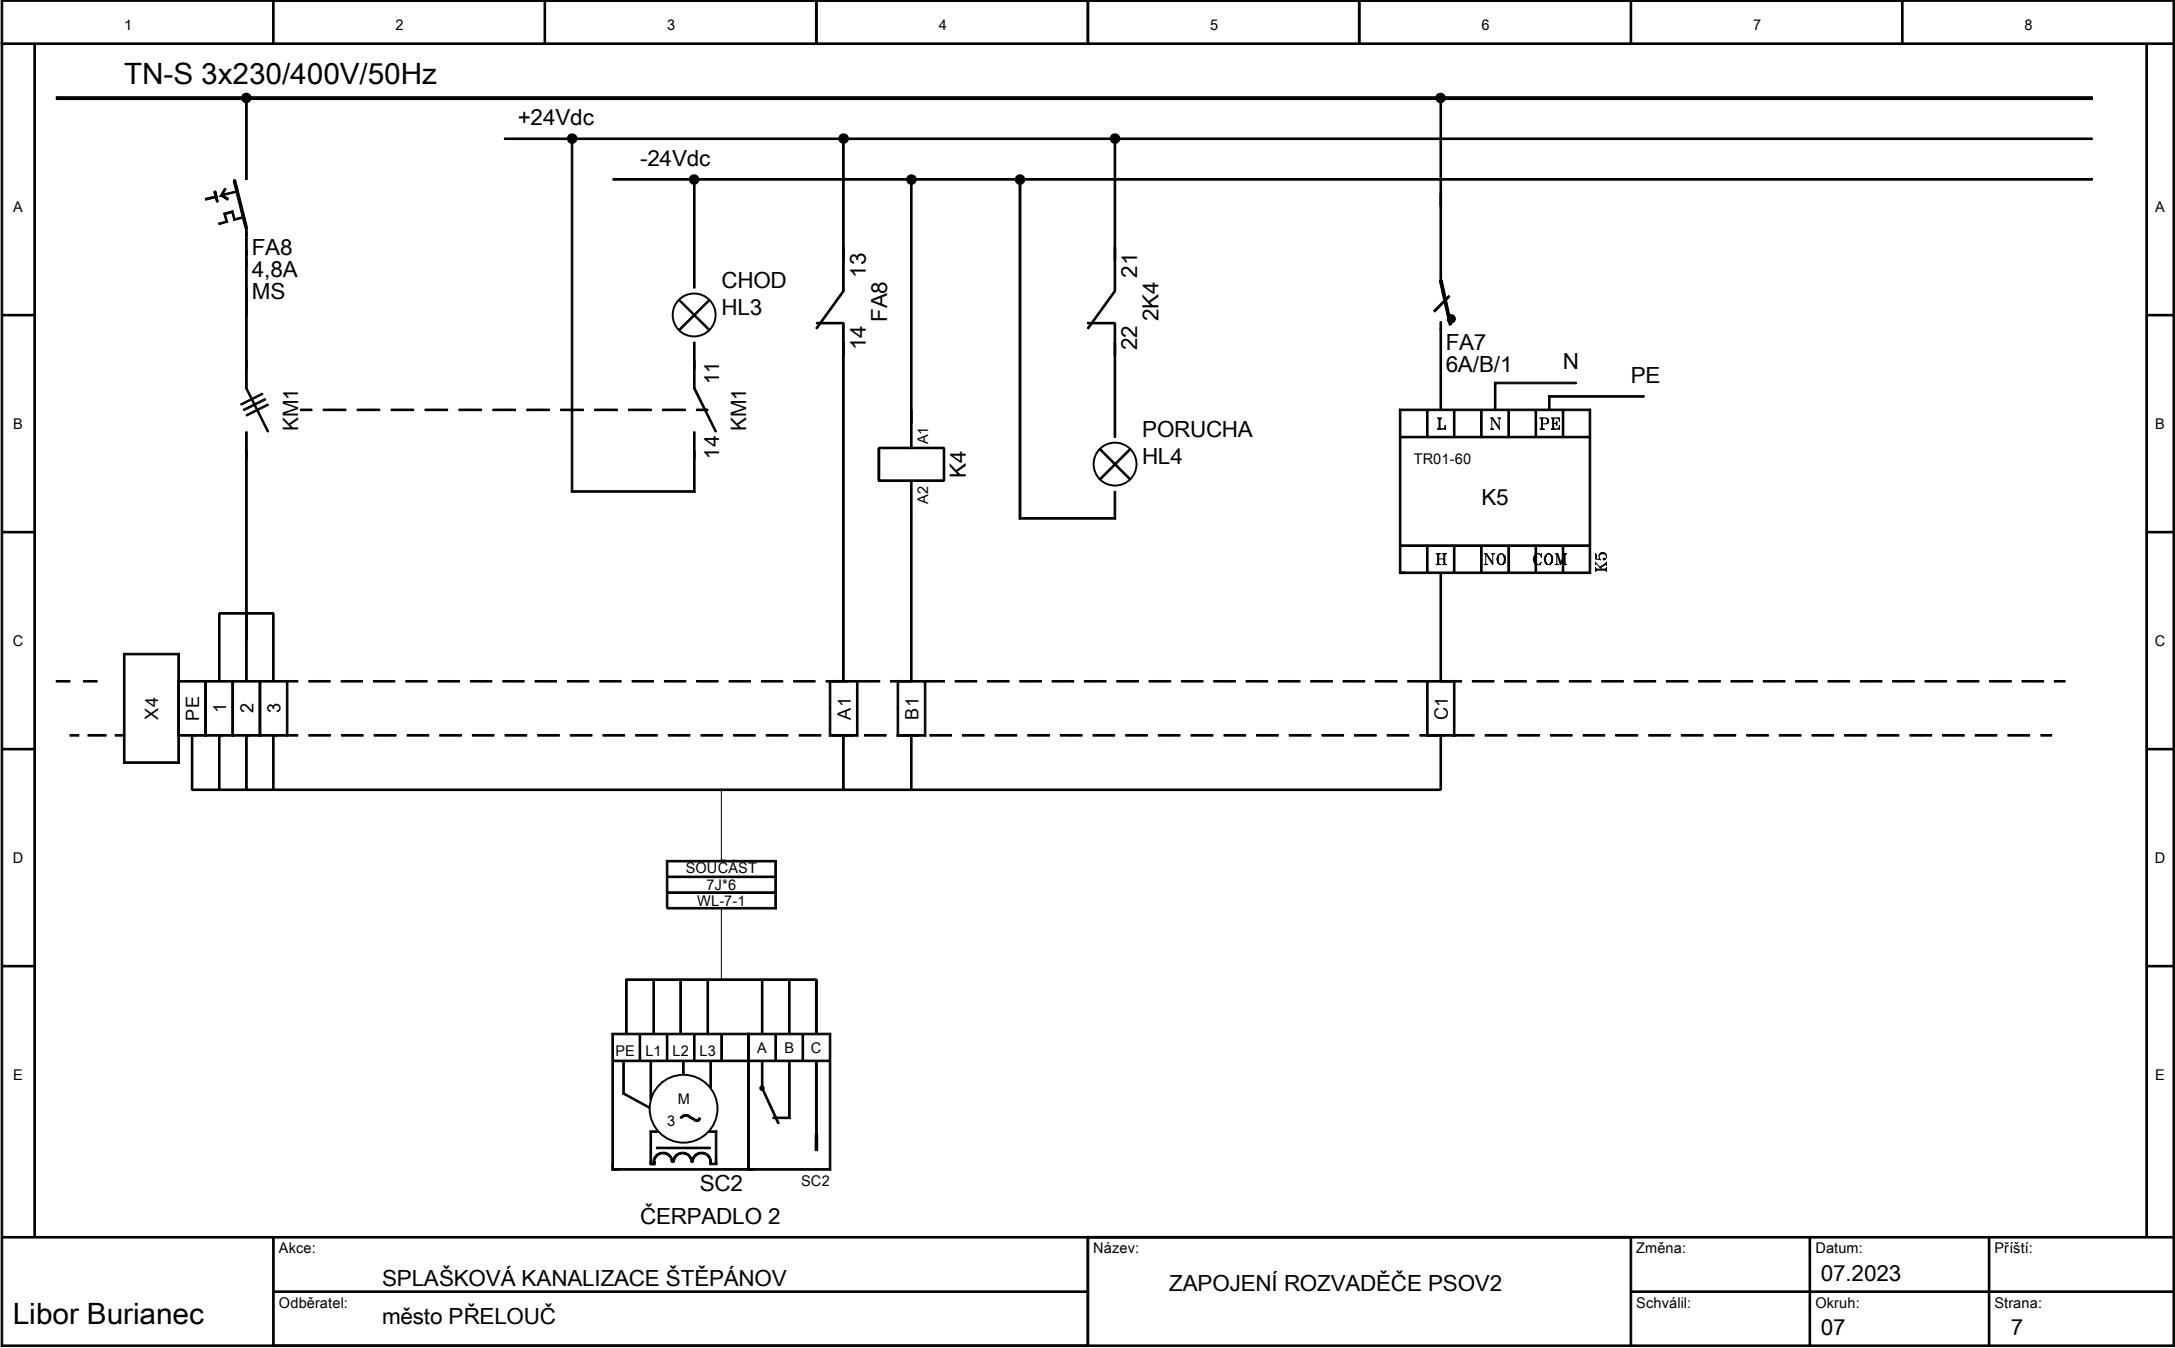 1 2 3 4 5 6 7 8
TN-S 3x230/400V/50Hz
+24Vdc
-24Vdc
A
A
FA8
4,8A
MS
CHOD
HL3
13
FA8
14
21
2K4
22
FA7
6A/B/1
N
PE
B
B
KM1
11
KM1
14
A1
K4
A2
PORUCHA
HL4
L N PE
TR01-60
K5
H NO COM
K5
C
C
X4 PE 1 2 3 A1 B1 C1
D
D
SOUČÁST
7J*6
WL-7-1
E
E
PE L1 L2 L3 A B C
M
3
SC2
SC2
ČERPADLO 2
Libor Burianec
Akce:
SPLAŠKOVÁ KANALIZACE ŠTĚPÁNOV
Odběratel:
město PŘELOUČ
Název:
ZAPOJENÍ ROZVADĚČE PSOV2
Změna:
Schválil:
Datum:
07.2023
Okruh:
07
Příští:
Strana:
7